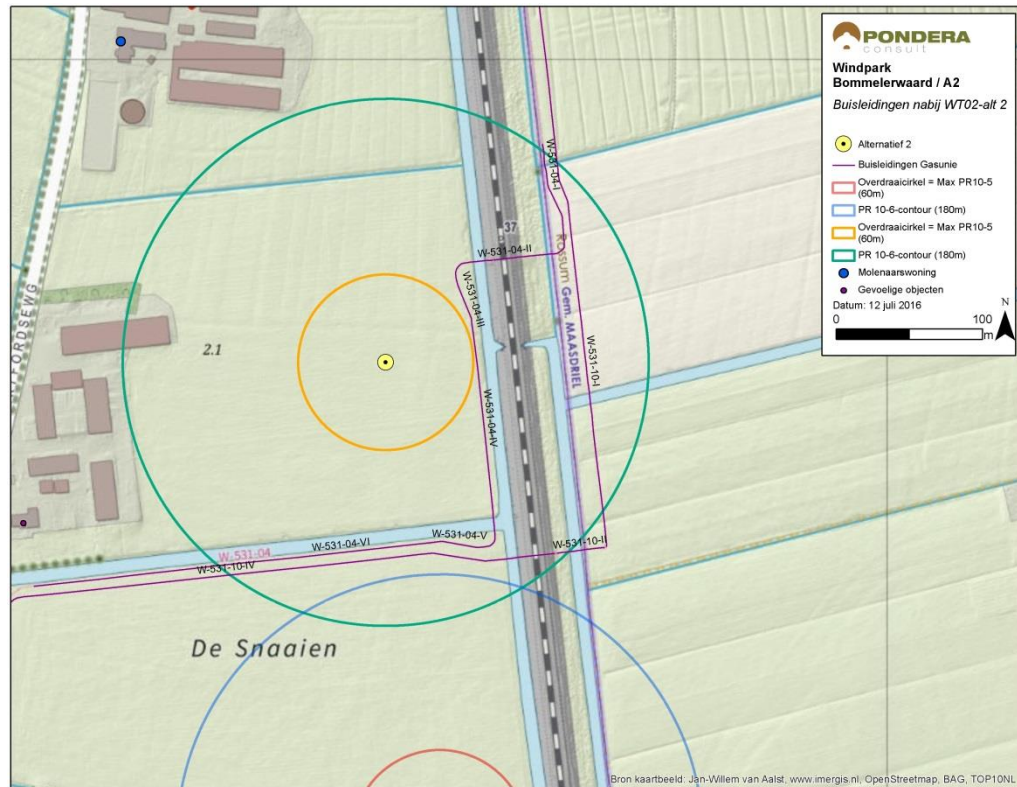 PONDERA
consult
Windpark
Bommelerwaard / A2
Buisleidingen nabij WT02-alt 2
Alternatief 2
Buisleidingen Gasunie
Overdraaicirkel = Max PR10-5
(60m)
PR 10-6-contour (180m)
Overdraaicirkel = Max PR10-5
(60m)
PR 10-6-contour (180m)
Molenaarswoning
Gevoelige objecten
Datum: 12 juli 2016
N
0 100
m
W-531-04-I
37
W-531-04-II
Rossum Gem. MAASDRIEL
W-531-04-III
2.1
W-531-10-I
W-531-04-IV
W-531-04-V
W-531-04-VI
W-531-10-II
W-531-04
W-531-10-IV
De Snaaien
Bron kaartbeeld: Jan-Willem van Aalst, www.imergis.nl, OpenStreetmap, BAG, TOP10NL